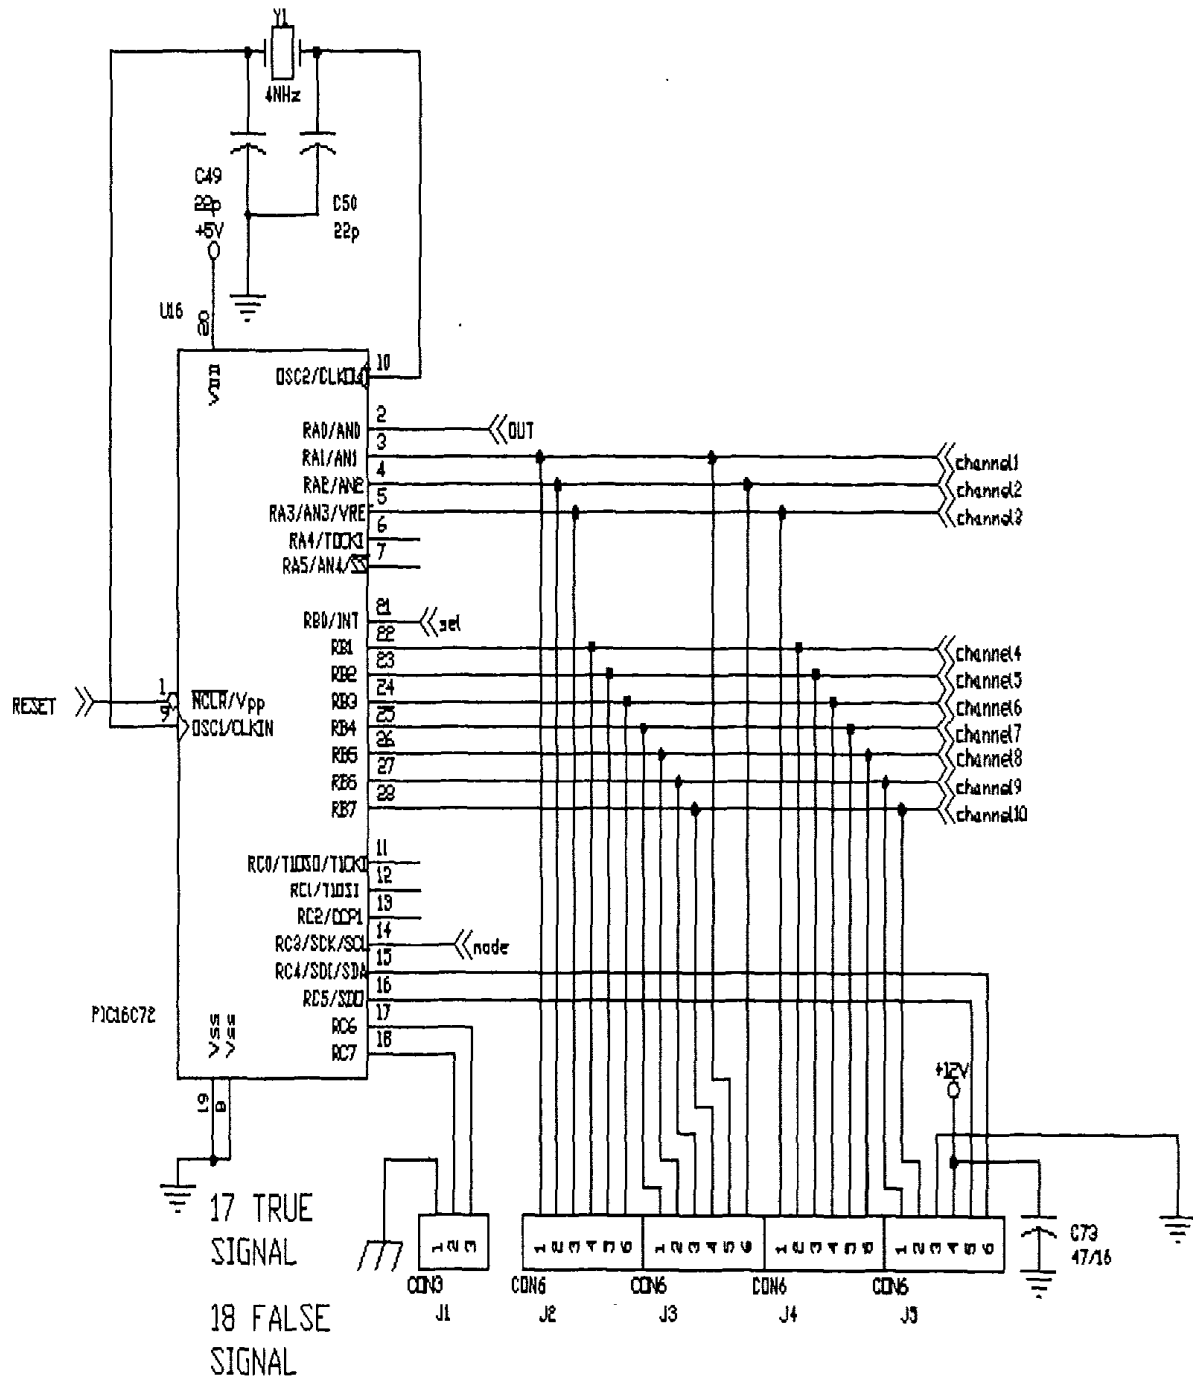 Y1
4MHz
C49
22p
+5V
C50
22p
U16
20
VDD
OSC2/CLKOU
10
RA0/AN0
2
OUT
RA1/AN1
3
channel1
RA2/AN2
4
channel2
RA3/AN3/VRE
5
channel3
RA4/T0CKI
6
RA5/AN4/SS
7
RB0/INT
21
sel
RB1
22
channel4
RB2
23
channel5
RB3
24
channel6
RB4
25
channel7
RB5
26
channel8
RB6
27
channel9
RB7
28
channel10
RESET
1
MCLR/Vpp
9
OSC1/CLKIN
RC0/T1OSO/T1CKI
11
RC1/T1OSI
12
RC2/CCP1
13
RC3/SCK/SCL
14
mode
RC4/SDI/SDA
15
RC5/SDO
16
RC6
17
RC7
18
PIC16C72
VSS
VSS
19
8
+12V
17 TRUE
SIGNAL
18 FALSE
SIGNAL
1 2 3
CON3
J1
1 2 3 4 5 6
CON6
J2
1 2 3 4 5 6
CON6
J3
1 2 3 4 5 6
CON6
J4
1 2 3 4 5 6
CON6
J5
C73
47/16